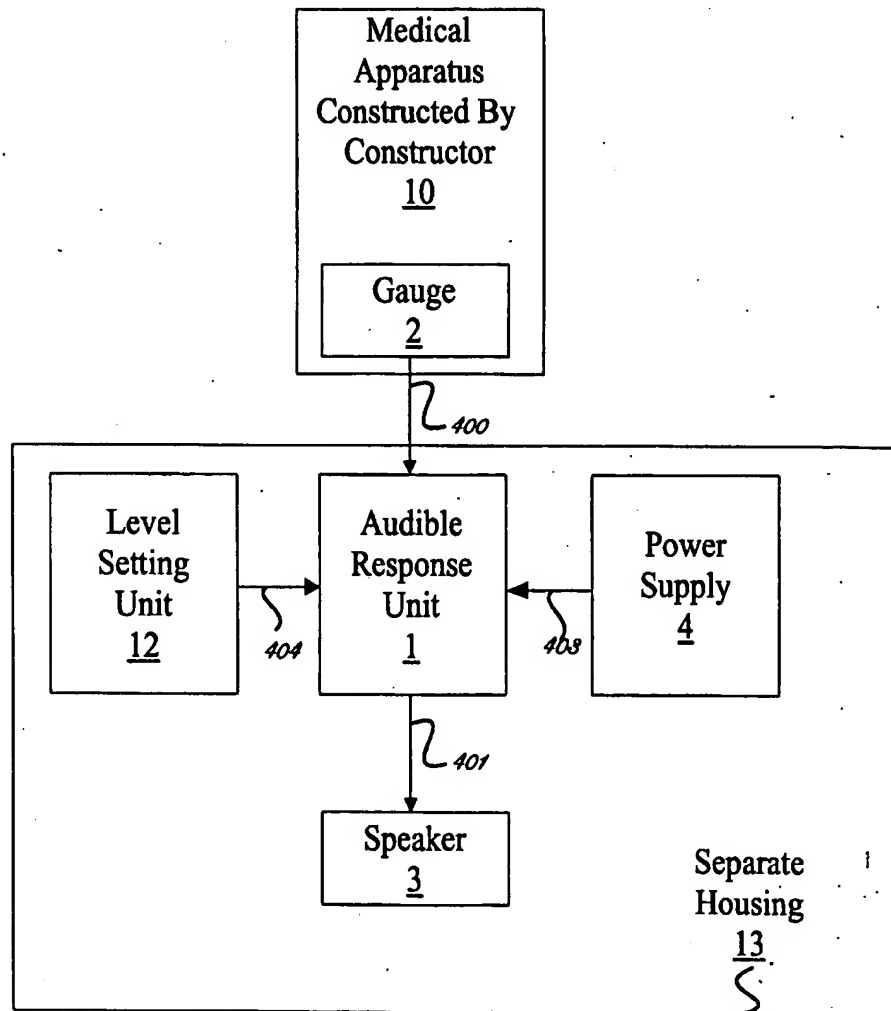 Medical
Apparatus
Constructed By
Constructor
10
Gauge
2
400
Level
Setting
Unit
12
404
Audible
Response
Unit
1
403
Power
Supply
4
401
Speaker
3
Separate
Housing
13